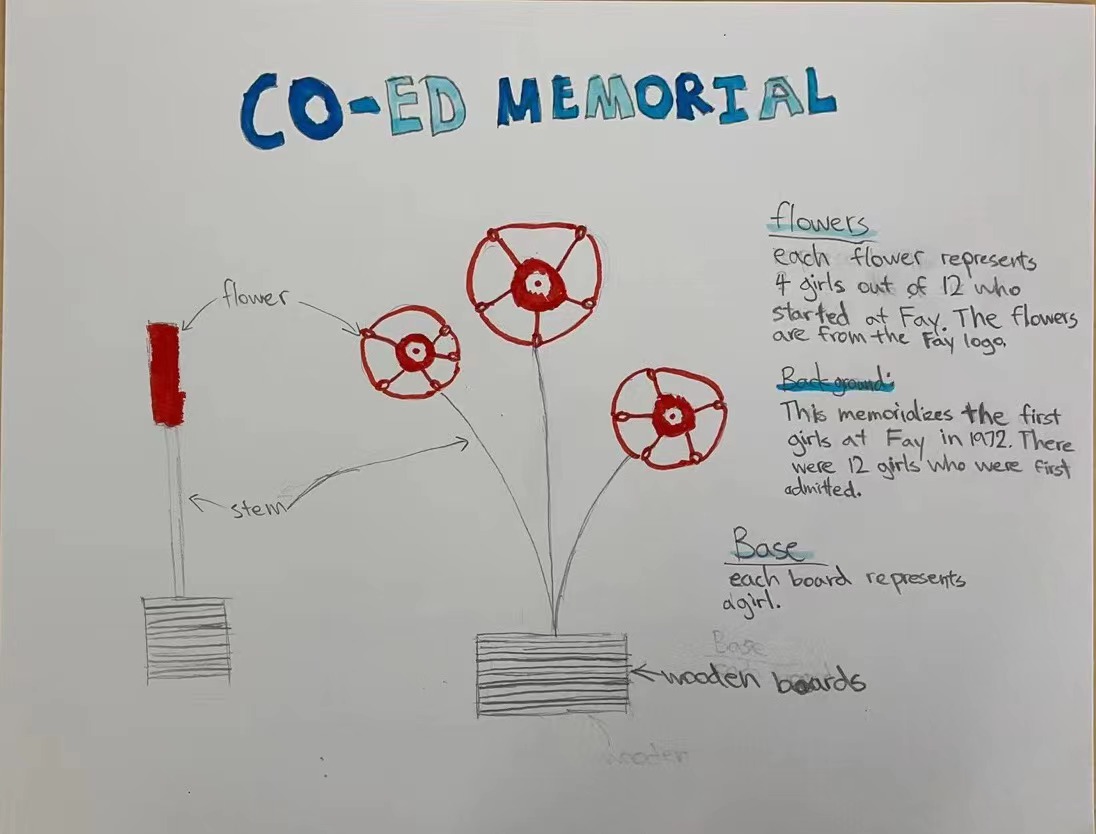 CO-ED MEMORIAL
flower
stem
flowers
each flower represents
4 girls out of 12 who
started at Fay. The flowers
are from the Fay logo.
Background:
This memorializes the first
girls at Fay in 1972. There
were 12 girls who were first
admitted.
Base
each board represents
a girl.
Base
wooden boards
wooden